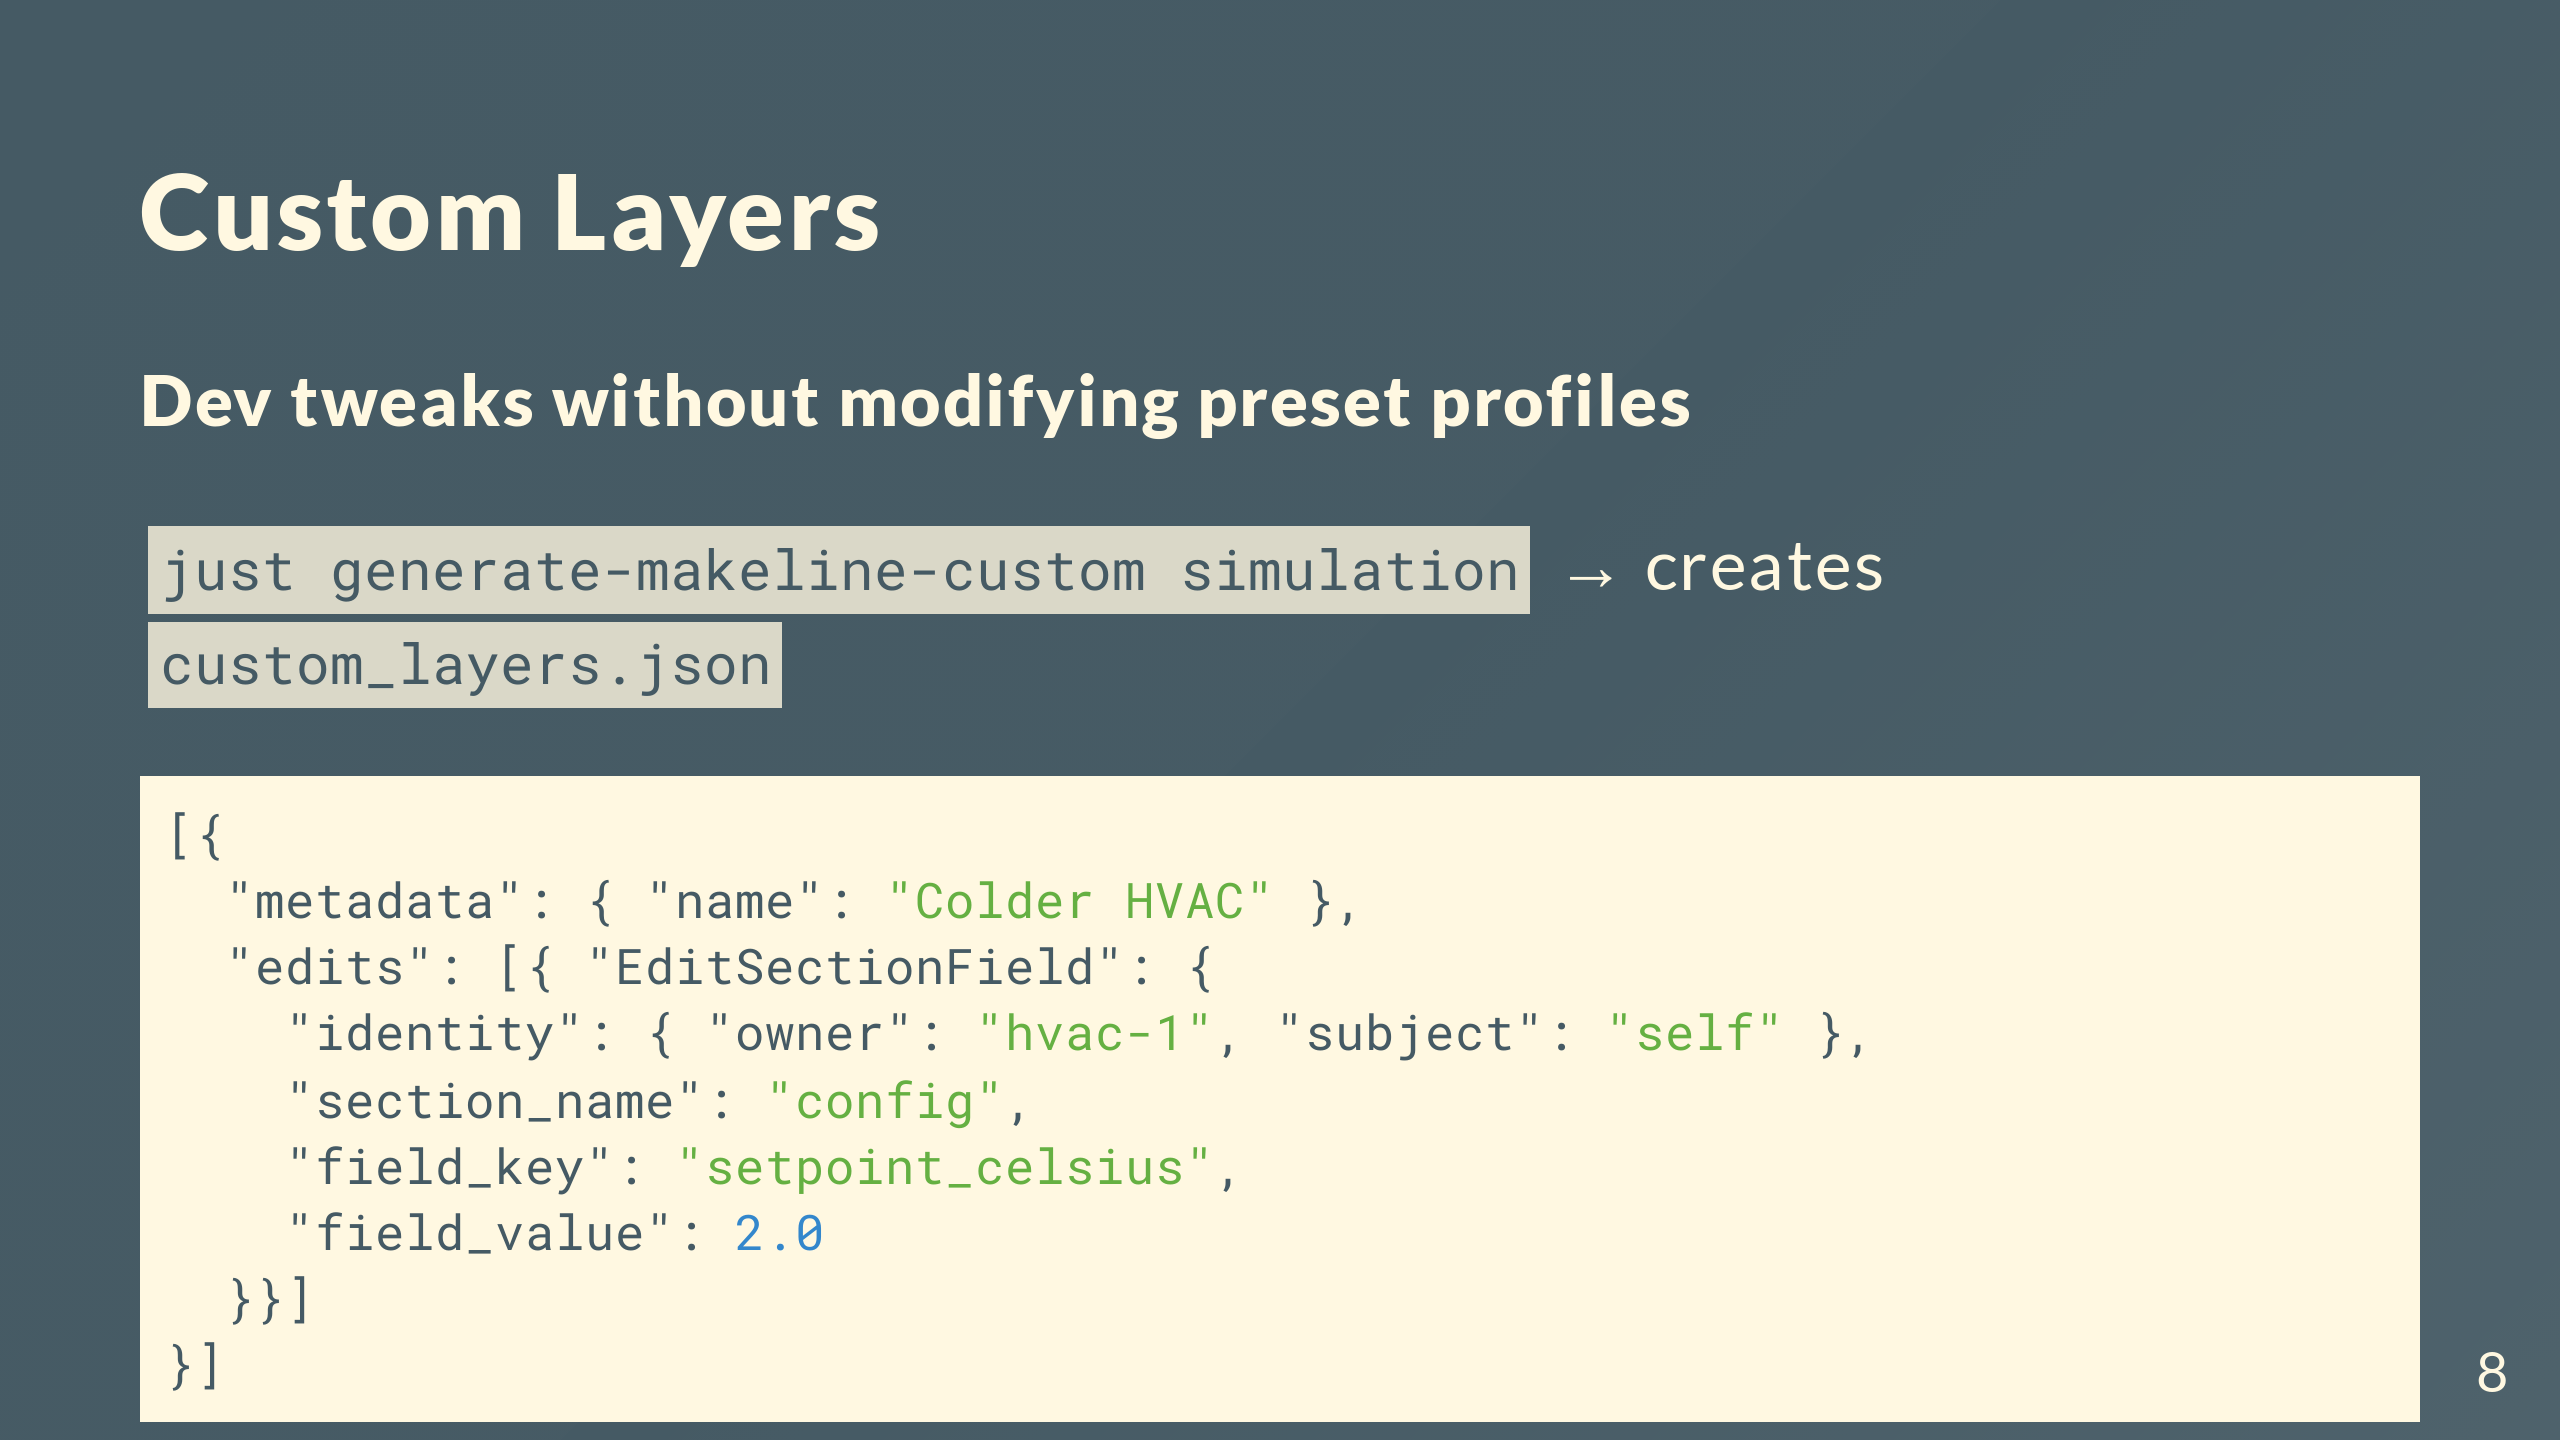 Custom Layers
Dev tweaks without modifying preset profiles
just generate-makeline-custom simulation → creates
custom_layers.json
[{
  "metadata": { "name": "Colder HVAC" },
  "edits": [{ "EditSectionField": {
    "identity": { "owner": "hvac-1", "subject": "self" },
    "section_name": "config",
    "field_key": "setpoint_celsius",
    "field_value": 2.0
  }}]
}]
8